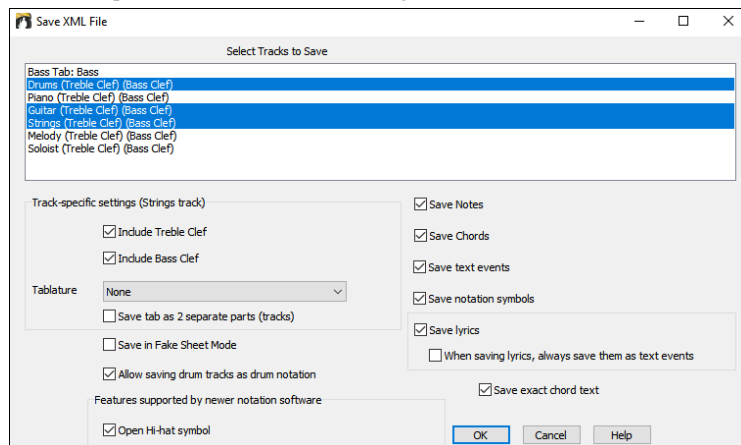 Save XML File
Select Tracks to Save
Bass Tab: Bass
Drums (Treble Clef) (Bass Clef)
Piano (Treble Clef) (Bass Clef)
Guitar (Treble Clef) (Bass Clef)
Strings (Treble Clef) (Bass Clef)
Melody (Treble Clef) (Bass Clef)
Soloist (Treble Clef) (Bass Clef)
Track-specific settings (Strings track)
Include Treble Clef
Include Bass Clef
Tablature
None
Save tab as 2 separate parts (tracks)
Save in Fake Sheet Mode
Allow saving drum tracks as drum notation
Features supported by newer notation software
Open Hi-hat symbol
Save Notes
Save Chords
Save text events
Save notation symbols
Save lyrics
When saving lyrics, always save them as text events
Save exact chord text
OK
Cancel
Help